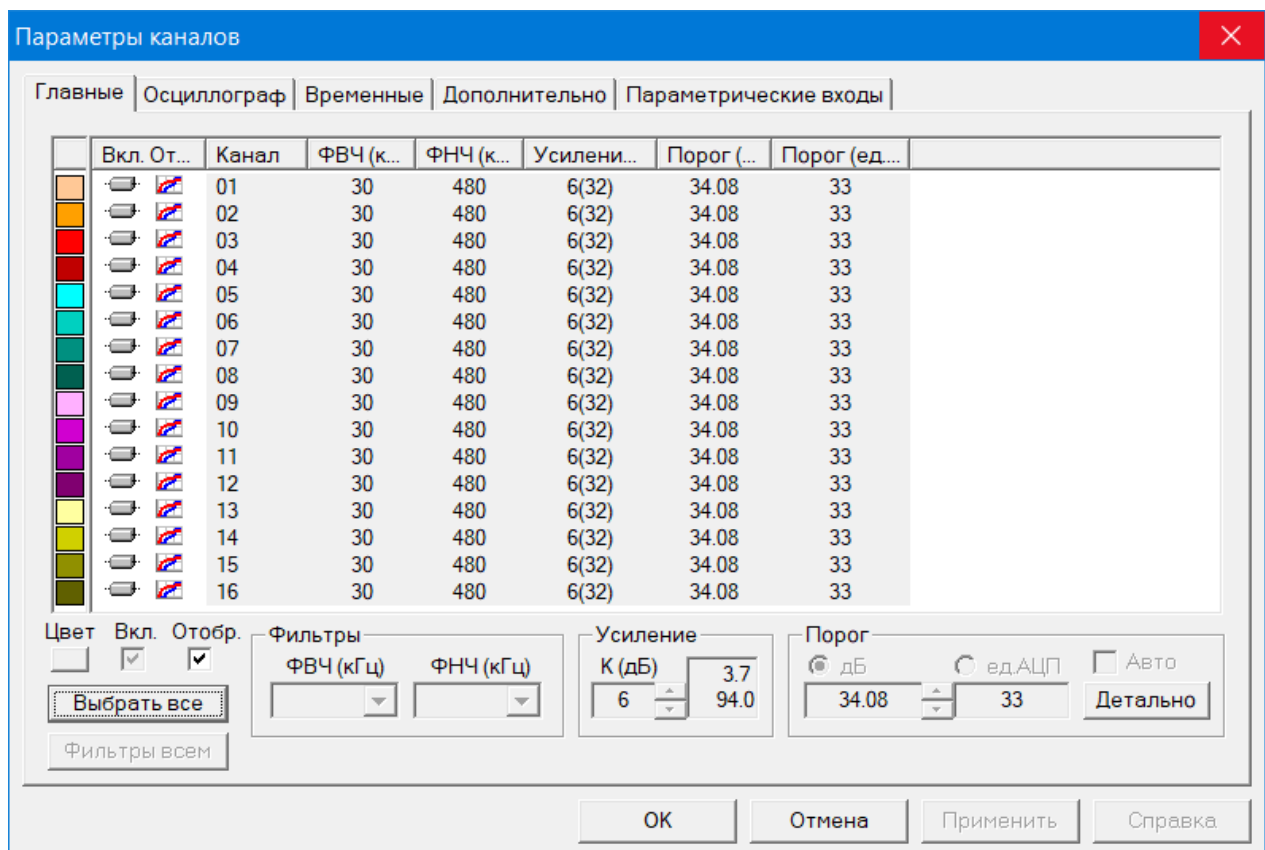 Параметры каналов
Главные Осциллограф Временные Дополнительно Параметрические входы
Вкл. От... Канал ФВЧ (к... ФНЧ (к... Усилени... Порог (... Порог (ед....
01 30 480 6(32) 34.08 33
02 30 480 6(32) 34.08 33
03 30 480 6(32) 34.08 33
04 30 480 6(32) 34.08 33
05 30 480 6(32) 34.08 33
06 30 480 6(32) 34.08 33
07 30 480 6(32) 34.08 33
08 30 480 6(32) 34.08 33
09 30 480 6(32) 34.08 33
10 30 480 6(32) 34.08 33
11 30 480 6(32) 34.08 33
12 30 480 6(32) 34.08 33
13 30 480 6(32) 34.08 33
14 30 480 6(32) 34.08 33
15 30 480 6(32) 34.08 33
16 30 480 6(32) 34.08 33
Цвет Вкл. Отобр. Фильтры Усиление Порог
ФВЧ (кГц) ФНЧ (кГц) К (дБ) 3.7 дБ ед.АЦП Авто
Выбрать все 6 94.0 34.08 33 Детально
Фильтры всем
OK Отмена Применить Справка